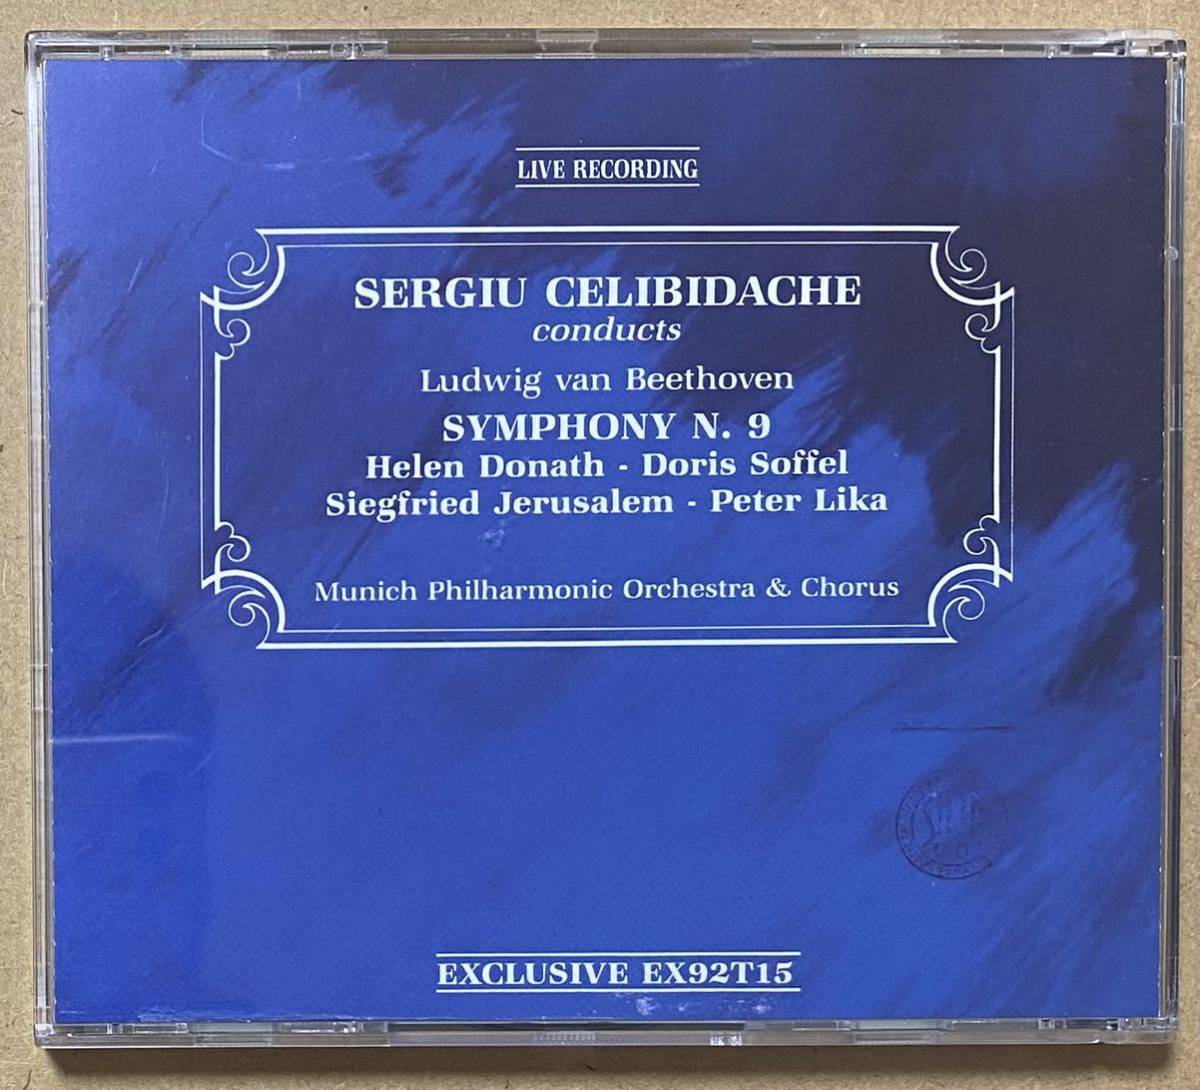 LIVE RECORDING
SERGIU CELIBIDACHE
conducts
Ludwig van Beethoven
SYMPHONY N. 9
Helen Donath - Doris Soffel
Siegfried Jerusalem - Peter Lika
Munich Philharmonic Orchestra & Chorus
EXCLUSIVE EX92T15